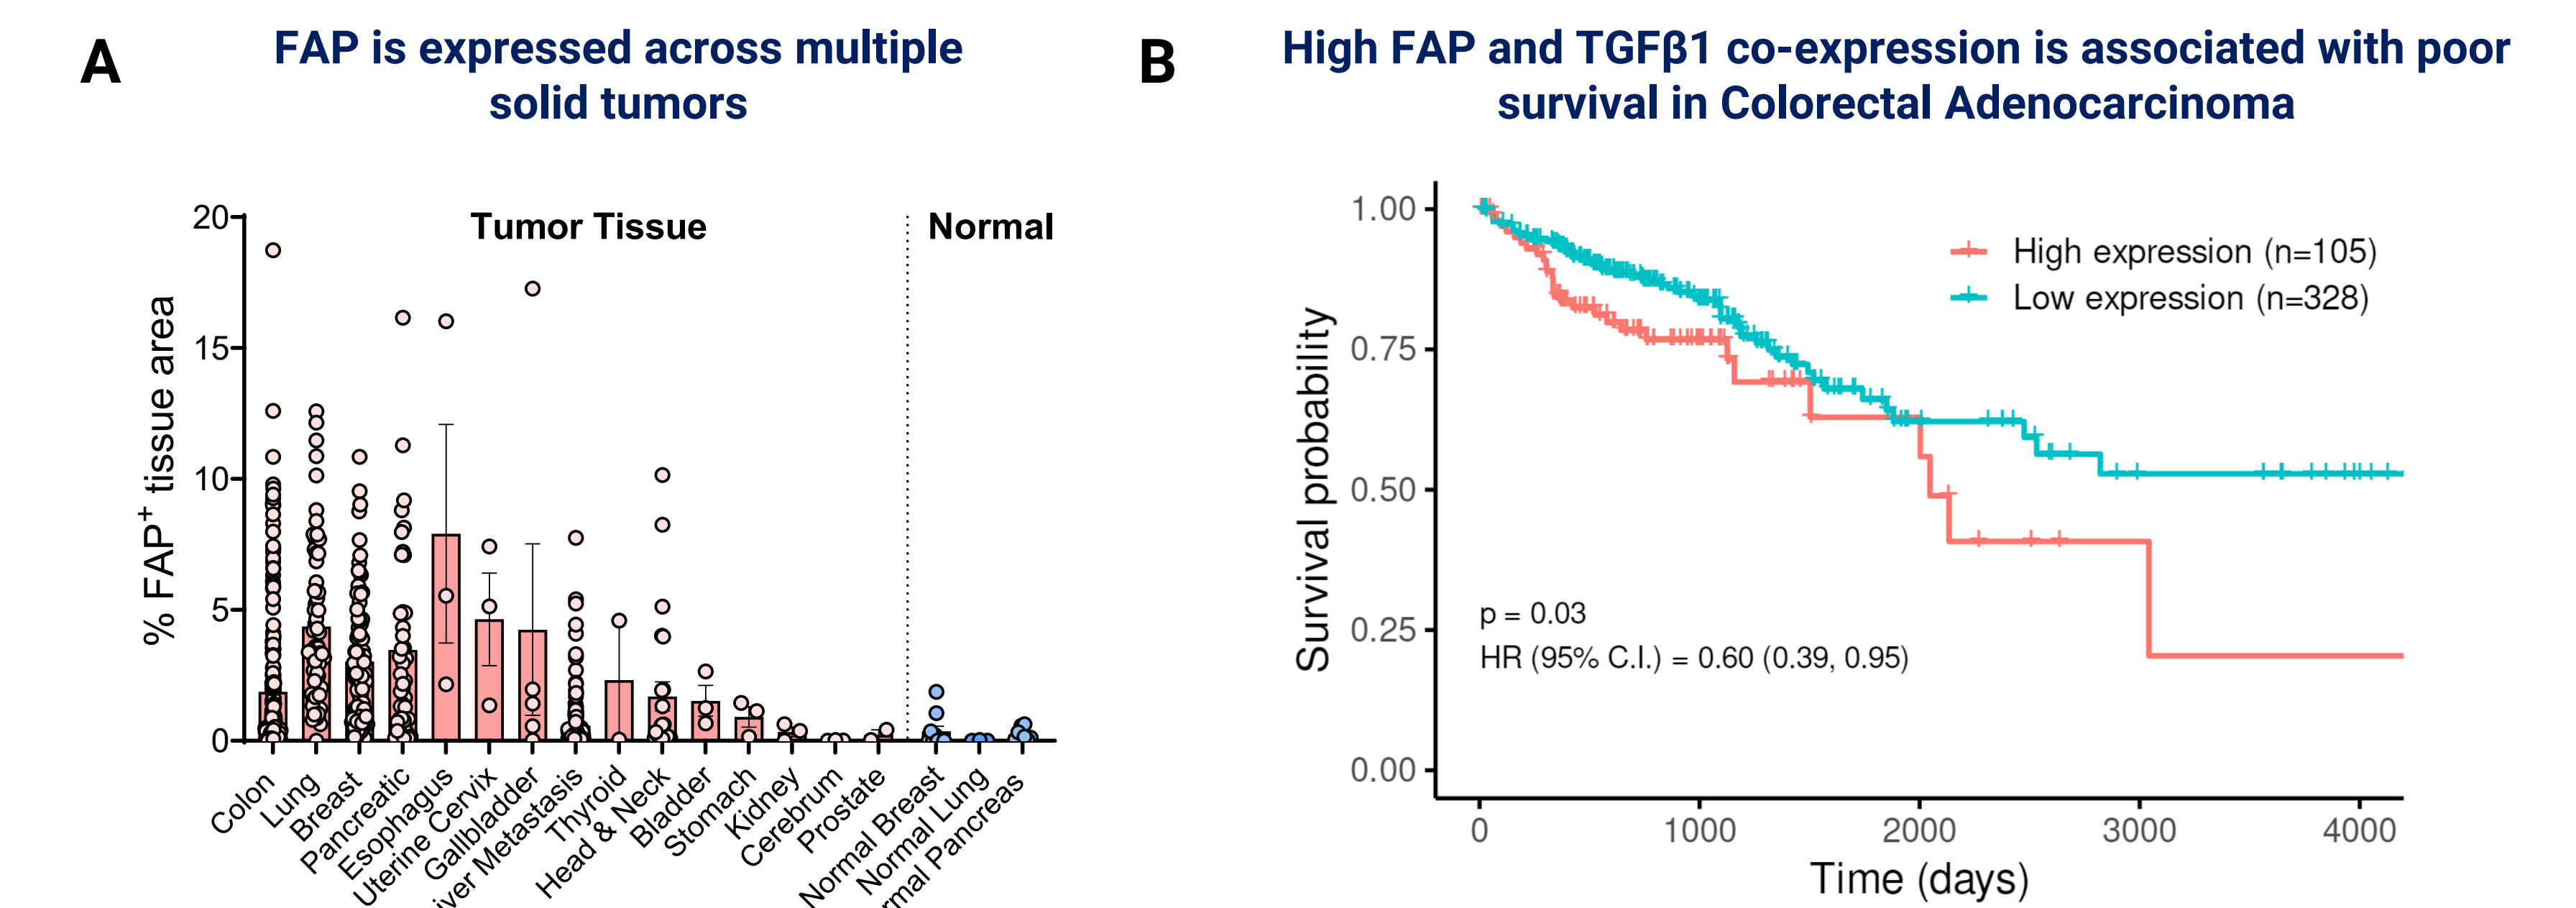 A
FAP is expressed across multiple
solid tumors
20
15
10
5
0
% FAP+ tissue area
Tumor Tissue
Normal
Colon
Lung
Breast
Pancreatic
Esophagus
Uterine Cervix
Gallbladder
iver Metastasis
Thyroid
Head & Neck
Bladder
Stomach
Kidney
Cerebrum
Prostate
Normal Breast
Normal Lung
rmal Pancreas
B
High FAP and TGFβ1 co-expression is associated with poor
survival in Colorectal Adenocarcinoma
Survival probability
1.00
0.75
0.50
0.25
0.00
High expression (n=105)
Low expression (n=328)
p = 0.03
HR (95% C.I.) = 0.60 (0.39, 0.95)
0
1000
2000
3000
4000
Time (days)